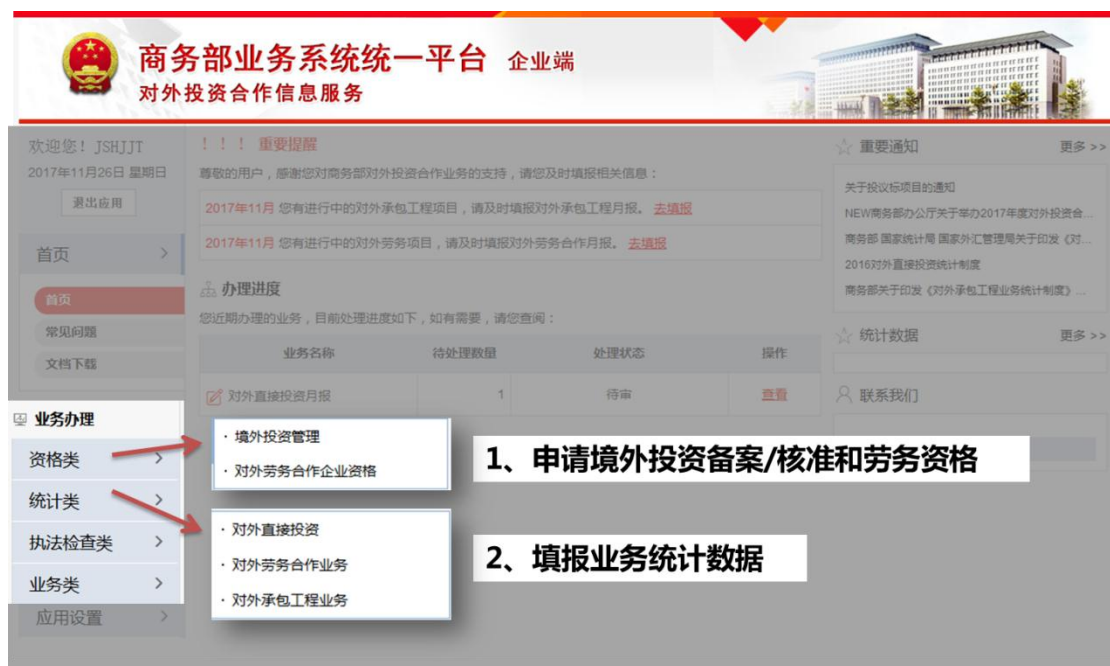 商务部业务系统统一平台 企业端
对外投资合作信息服务
欢迎您！JSHJJT
2017年11月26日 星期日
退出应用
首页
首页
常见问题
文档下载
业务办理
资格类
统计类
执法检查类
业务类
应用设置
！！！ 重要提醒
尊敬的用户，感谢您对商务部对外投资合作业务的支持，请您及时填报相关信息：
2017年11月 您有进行中的对外承包工程项目，请及时填报对外承包工程月报。 去填报
2017年11月 您有进行中的对外劳务项目，请及时填报对外劳务合作月报。 去填报
办理进度
您近期办理的业务，目前处理进度如下，如有需要，请您查阅：
业务名称 待处理数量 处理状态 操作
对外直接投资月报 1 待审 查看
· 境外投资管理
· 对外劳务合作企业资格
1、申请境外投资备案/核准和劳务资格
· 对外直接投资
· 对外劳务合作业务
· 对外承包工程业务
2、填报业务统计数据
重要通知 更多 >>
关于投议标项目的通知
NEW商务部办公厅关于举办2017年度对外投资合...
商务部 国家统计局 国家外汇管理局关于印发《对...
2016对外直接投资统计制度
商务部关于印发《对外承包工程业务统计制度》...
统计数据 更多 >>
联系我们